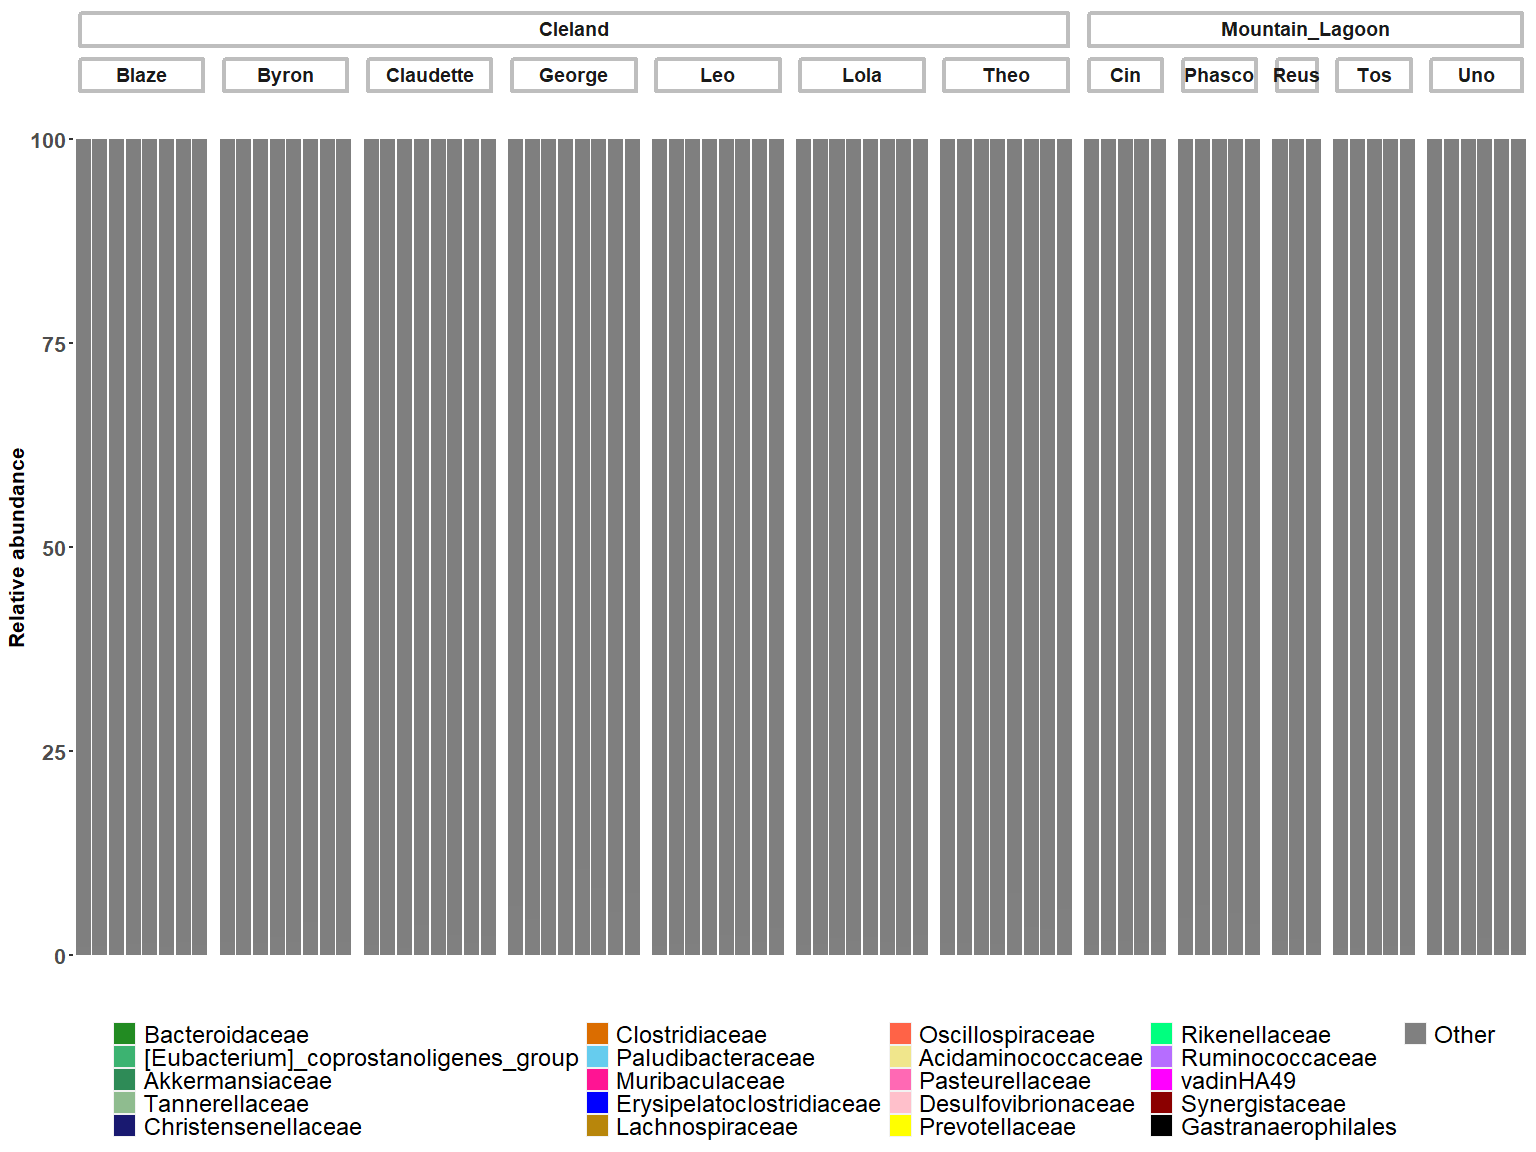 Cleland Mountain_Lagoon
Blaze Byron Claudette George Leo Lola Theo Cin Phasco Reus Tos Uno
100
75
50
25
0
Relative abundance
Bacteroidaceae Clostridiaceae Oscillospiraceae Rikenellaceae Other
[Eubacterium]_coprostanoligenes_group Paludibacteraceae Acidaminococcaceae Ruminococcaceae
Akkermansiaceae Muribaculaceae Pasteurellaceae vadinHA49
Tannerellaceae Erysipelatoclostridiaceae Desulfovibrionaceae Synergistaceae
Christensenellaceae Lachnospiraceae Prevotellaceae Gastranaerophilales